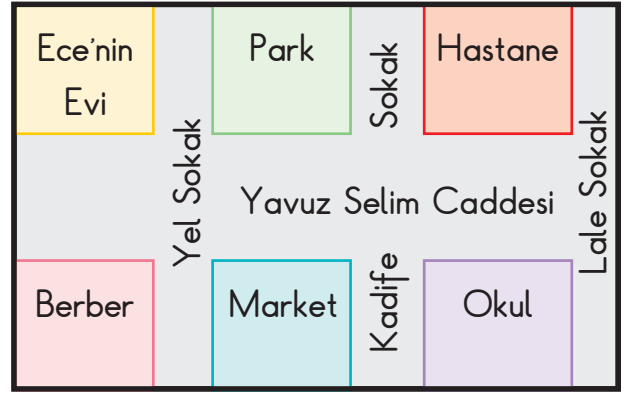 Ece'nin
Evi
Park
Hastane
Yel Sokak
Kadife Sokak
Lale Sokak
Yavuz Selim Caddesi
Berber
Market
Okul